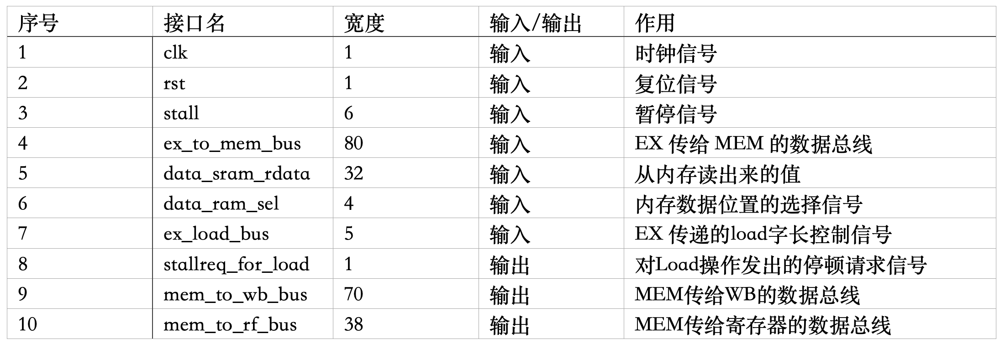 序号 接口名 宽度 输入/输出 作用
1 clk 1 输入 时钟信号
2 rst 1 输入 复位信号
3 stall 6 输入 暂停信号
4 ex_to_mem_bus 80 输入 EX 传给 MEM 的数据总线
5 data_sram_rdata 32 输入 从内存读出来的值
6 data_ram_sel 4 输入 内存数据位置的选择信号
7 ex_load_bus 5 输入 EX 传递的load字长控制信号
8 stallreq_for_load 1 输出 对Load操作发出的停顿请求信号
9 mem_to_wb_bus 70 输出 MEM传给WB的数据总线
10 mem_to_rf_bus 38 输出 MEM传给寄存器的数据总线